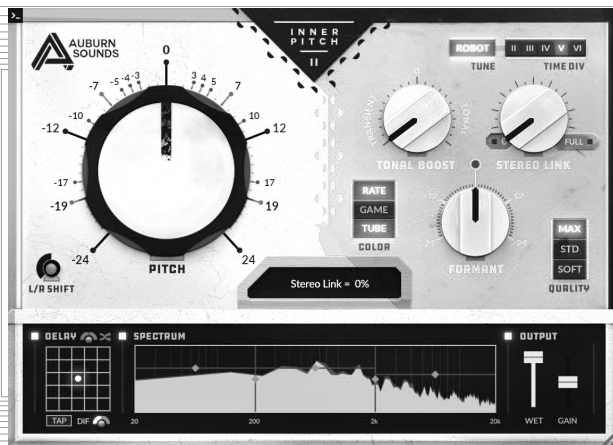 >_
AUBURN
SOUNDS
INNER
PITCH
II
ROBOT
II III IV V VI
TUNE
TIME DIV
0
-3 3
-4 4
-5 5
-7 7
-10 10
-12 12
-17 17
-19 19
-24 24
PITCH
L/R SHIFT
TRANSIENT
0
TONAL
TONAL BOOST
FULL
STEREO LINK
RATE
GAME
TUBE
COLOR
-12 12
-24 24
FORMANT
MAX
STD
SOFT
QUALITY
Stereo Link = 0%
DELAY
TAP DIF
SPECTRUM
20 200 2k 20k
OUTPUT
WET GAIN